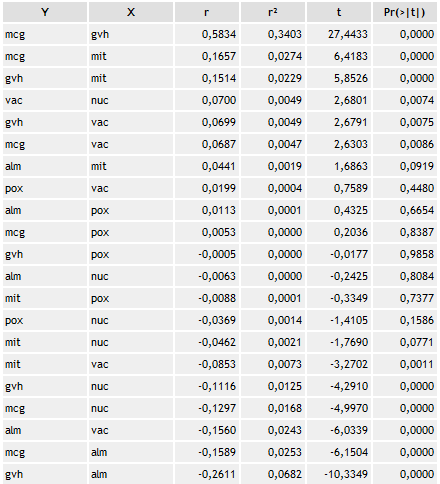 Y X r r² t Pr(>|t|)
mcg gvh 0,5834 0,3403 27,4433 0,0000
mcg mit 0,1657 0,0274 6,4183 0,0000
gvh mit 0,1514 0,0229 5,8526 0,0000
vac nuc 0,0700 0,0049 2,6801 0,0074
gvh vac 0,0699 0,0049 2,6791 0,0075
mcg vac 0,0687 0,0047 2,6303 0,0086
alm mit 0,0441 0,0019 1,6863 0,0919
pox vac 0,0199 0,0004 0,7589 0,4480
alm pox 0,0113 0,0001 0,4325 0,6654
mcg pox 0,0053 0,0000 0,2036 0,8387
gvh pox -0,0005 0,0000 -0,0177 0,9858
alm nuc -0,0063 0,0000 -0,2425 0,8084
mit pox -0,0088 0,0001 -0,3349 0,7377
pox nuc -0,0369 0,0014 -1,4105 0,1586
mit nuc -0,0462 0,0021 -1,7690 0,0771
mit vac -0,0853 0,0073 -3,2702 0,0011
gvh nuc -0,1116 0,0125 -4,2910 0,0000
mcg nuc -0,1297 0,0168 -4,9970 0,0000
alm vac -0,1560 0,0243 -6,0339 0,0000
mcg alm -0,1589 0,0253 -6,1504 0,0000
gvh alm -0,2611 0,0682 -10,3349 0,0000